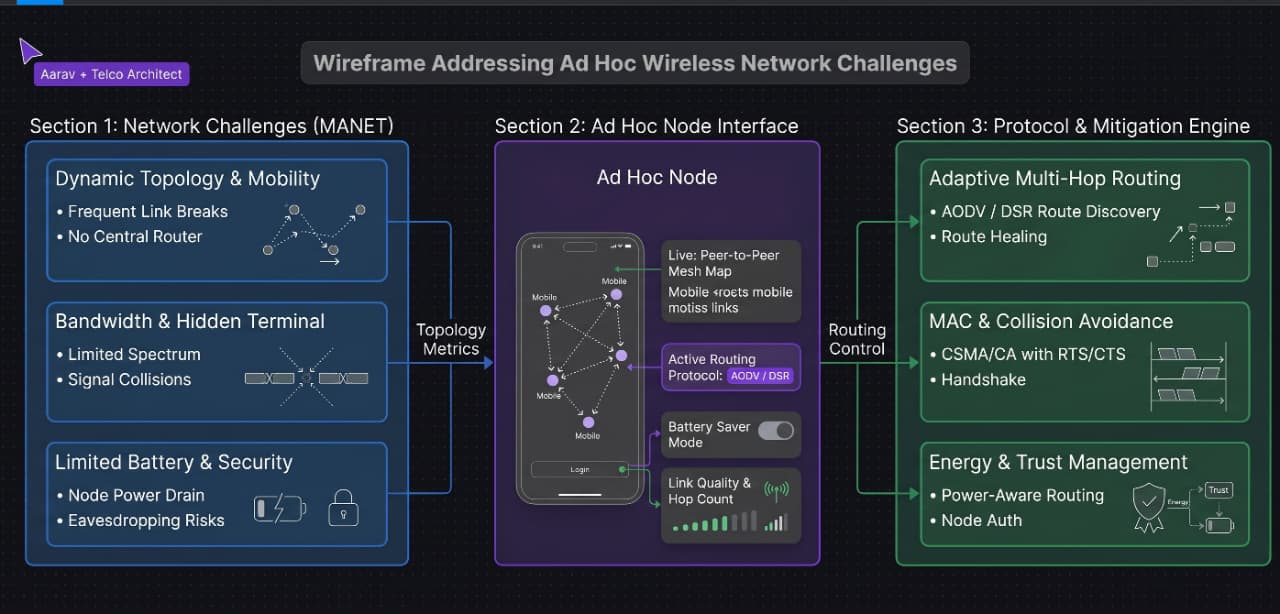 Aarav + Telco Architect
Wireframe Addressing Ad Hoc Wireless Network Challenges
Section 1: Network Challenges (MANET)
Dynamic Topology & Mobility
• Frequent Link Breaks
• No Central Router
Bandwidth & Hidden Terminal
• Limited Spectrum
• Signal Collisions
Limited Battery & Security
• Node Power Drain
• Eavesdropping Risks
Topology
Metrics
Section 2: Ad Hoc Node Interface
Ad Hoc Node
9:41
Mobile
Mobile
Mobile
Mobile
Login
Live: Peer-to-Peer
Mesh Map
Mobile mobile
motiss links
Active Routing
Protocol: AODV / DSR
Battery Saver
Mode
Link Quality &
Hop Count
Routing
Control
Section 3: Protocol & Mitigation Engine
Adaptive Multi-Hop Routing
• AODV / DSR Route Discovery
• Route Healing
MAC & Collision Avoidance
• CSMA/CA with RTS/CTS
• Handshake
Energy & Trust Management
• Power-Aware Routing
• Node Auth
Energy
Trust